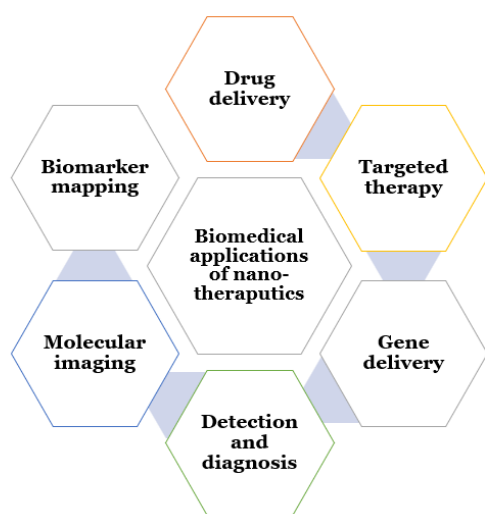 Drug
delivery
Targeted
therapy
Gene
delivery
Detection
and
diagnosis
Molecular
imaging
Biomarker
mapping
Biomedical
applications
of nano-
theraputics